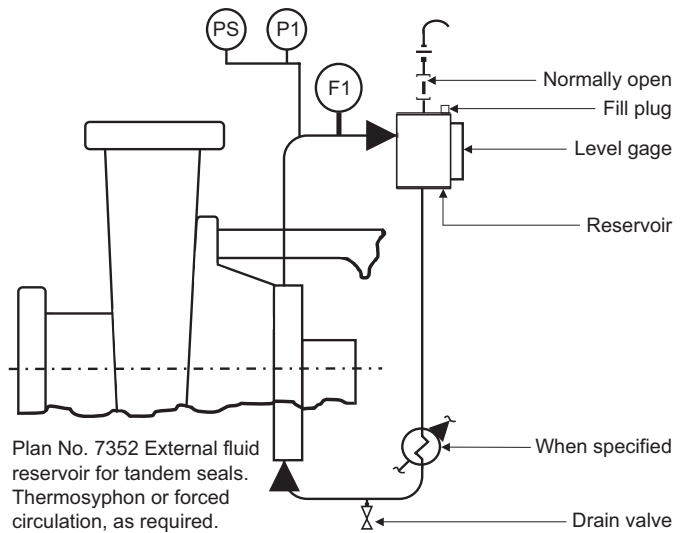 PS
P1
F1
Normally open
Fill plug
Level gage
Reservoir
When specified
Drain valve
Plan No. 7352 External fluid
reservoir for tandem seals.
Thermosyphon or forced
circulation, as required.